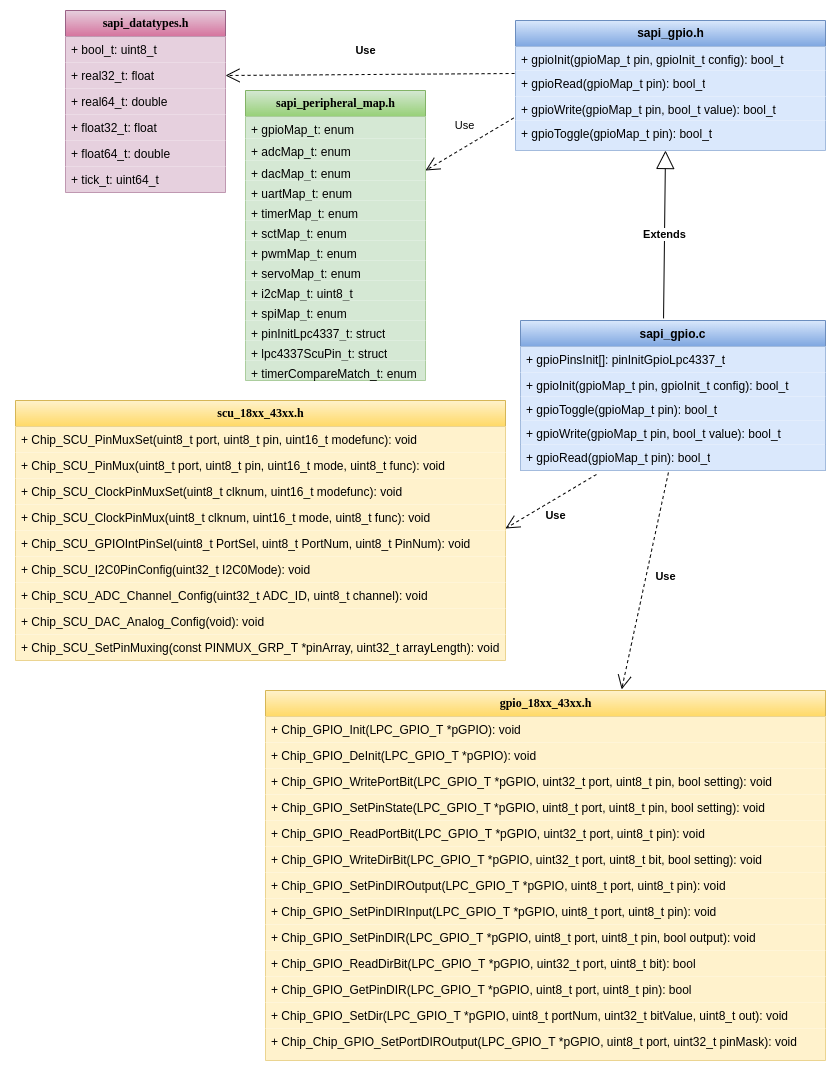 sapi_datatypes.h
+ bool_t: uint8_t
+ real32_t: float
+ real64_t: double
+ float32_t: float
+ float64_t: double
+ tick_t: uint64_t
Use
sapi_gpio.h
+ gpioInit(gpioMap_t pin, gpioInit_t config): bool_t
+ gpioRead(gpioMap_t pin): bool_t
+ gpioWrite(gpioMap_t pin, bool_t value): bool_t
+ gpioToggle(gpioMap_t pin): bool_t
sapi_peripheral_map.h
+ gpioMap_t: enum
+ adcMap_t: enum
+ dacMap_t: enum
+ uartMap_t: enum
+ timerMap_t: enum
+ sctMap_t: enum
+ pwmMap_t: enum
+ servoMap_t: enum
+ i2cMap_t: uint8_t
+ spiMap_t: enum
+ pinInitLpc4337_t: struct
+ lpc4337ScuPin_t: struct
+ timerCompareMatch_t: enum
Use
Extends
sapi_gpio.c
+ gpioPinsInit[]: pinInitGpioLpc4337_t
+ gpioInit(gpioMap_t pin, gpioInit_t config): bool_t
+ gpioToggle(gpioMap_t pin): bool_t
+ gpioWrite(gpioMap_t pin, bool_t value): bool_t
+ gpioRead(gpioMap_t pin): bool_t
scu_18xx_43xx.h
+ Chip_SCU_PinMuxSet(uint8_t port, uint8_t pin, uint16_t modefunc): void
+ Chip_SCU_PinMux(uint8_t port, uint8_t pin, uint16_t mode, uint8_t func): void
+ Chip_SCU_ClockPinMuxSet(uint8_t clknum, uint16_t modefunc): void
+ Chip_SCU_ClockPinMux(uint8_t clknum, uint16_t mode, uint8_t func): void
+ Chip_SCU_GPIOIntPinSel(uint8_t PortSel, uint8_t PortNum, uint8_t PinNum): void
+ Chip_SCU_I2C0PinConfig(uint32_t I2C0Mode): void
+ Chip_SCU_ADC_Channel_Config(uint32_t ADC_ID, uint8_t channel): void
+ Chip_SCU_DAC_Analog_Config(void): void
+ Chip_SCU_SetPinMuxing(const PINMUX_GRP_T *pinArray, uint32_t arrayLength): void
Use
Use
gpio_18xx_43xx.h
+ Chip_GPIO_Init(LPC_GPIO_T *pGPIO): void
+ Chip_GPIO_DeInit(LPC_GPIO_T *pGPIO): void
+ Chip_GPIO_WritePortBit(LPC_GPIO_T *pGPIO, uint32_t port, uint8_t pin, bool setting): void
+ Chip_GPIO_SetPinState(LPC_GPIO_T *pGPIO, uint8_t port, uint8_t pin, bool setting): void
+ Chip_GPIO_ReadPortBit(LPC_GPIO_T *pGPIO, uint32_t port, uint8_t pin): void
+ Chip_GPIO_WriteDirBit(LPC_GPIO_T *pGPIO, uint32_t port, uint8_t bit, bool setting): void
+ Chip_GPIO_SetPinDIROutput(LPC_GPIO_T *pGPIO, uint8_t port, uint8_t pin): void
+ Chip_GPIO_SetPinDIRInput(LPC_GPIO_T *pGPIO, uint8_t port, uint8_t pin): void
+ Chip_GPIO_SetPinDIR(LPC_GPIO_T *pGPIO, uint8_t port, uint8_t pin, bool output): void
+ Chip_GPIO_ReadDirBit(LPC_GPIO_T *pGPIO, uint32_t port, uint8_t bit): bool
+ Chip_GPIO_GetPinDIR(LPC_GPIO_T *pGPIO, uint8_t port, uint8_t pin): bool
+ Chip_GPIO_SetDir(LPC_GPIO_T *pGPIO, uint8_t portNum, uint32_t bitValue, uint8_t out): void
+ Chip_Chip_GPIO_SetPortDIROutput(LPC_GPIO_T *pGPIO, uint8_t port, uint32_t pinMask): void